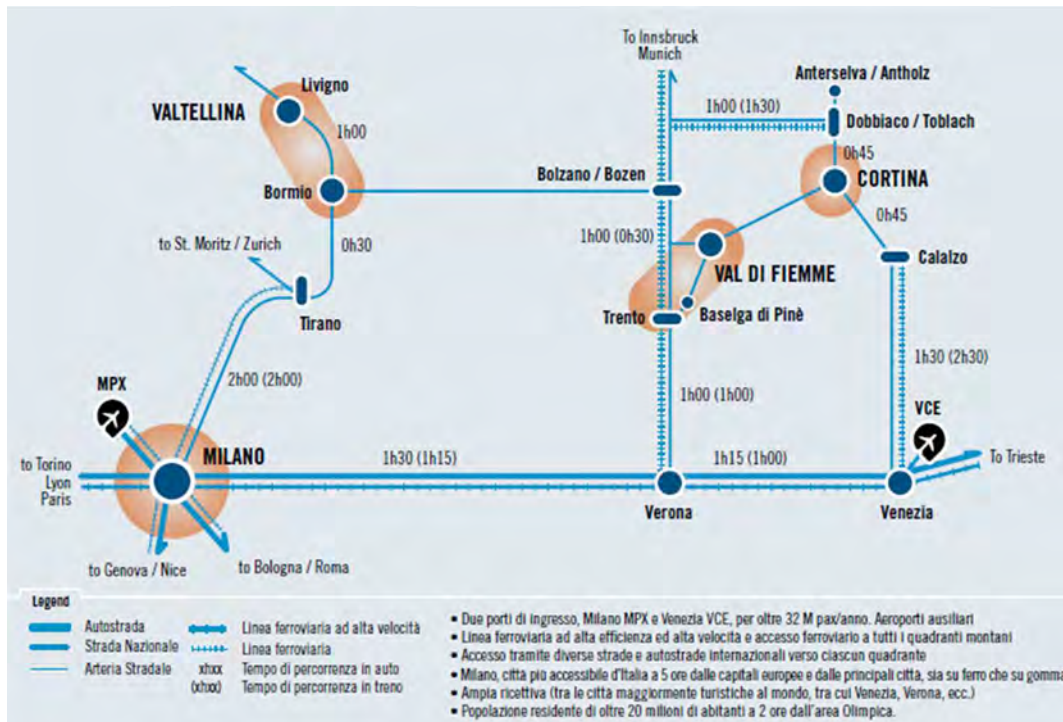 To Innsbruck
Munich
Anterselva / Antholz
Livigno
VALTELLINA
1h00
1h00 (1h30)
Dobbiaco / Toblach
0h45
Bolzano / Bozen
CORTINA
Bormio
0h45
to St. Moritz / Zurich
0h30
1h00 (0h30)
Calalzo
VAL DI FIEMME
Trento
Baselga di Pinè
Tirano
1h30 (2h30)
2h00 (2h00)
MPX
1h00 (1h00)
VCE
to Torino
Lyon
Paris
MILANO
1h30 (1h15)
1h15 (1h00)
To Trieste
Verona
Venezia
to Genova / Nice
to Bologna / Roma
Legend
Autostrada
Strada Nazionale
Arteria Stradale
Linea ferroviaria ad alta velocità
Linea ferroviaria
xhxx Tempo di percorrenza in auto
(xhxx) Tempo di percorrenza in treno
• Due porti di ingresso, Milano MPX e Venezia VCE, per oltre 32 M pax/anno. Aeroporti ausiliari
• Linea ferroviaria ad alta efficienza ed alta velocità e accesso ferroviario a tutti i quadranti montani
• Accesso tramite diverse strade e autostrade internazionali verso ciascun quadrante
• Milano, città più accessibile d'Italia a 5 ore dalle capitali europee e dalle principali città, sia su ferro che su gomma
• Ampia ricettiva (tra le città maggiormente turistiche al mondo, tra cui Venezia, Verona, ecc.)
• Popolazione residente di oltre 20 milioni di abitanti a 2 ore dall'area Olimpica.